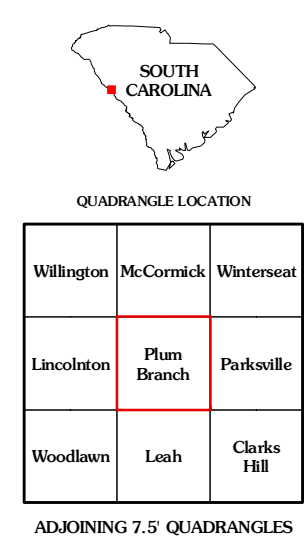 SOUTH
CAROLINA
QUADRANGLE LOCATION
Willington McCormick Winterseat
Lincolnton Plum Branch Parksville
Woodlawn Leah Clarks Hill
ADJOINING 7.5' QUADRANGLES